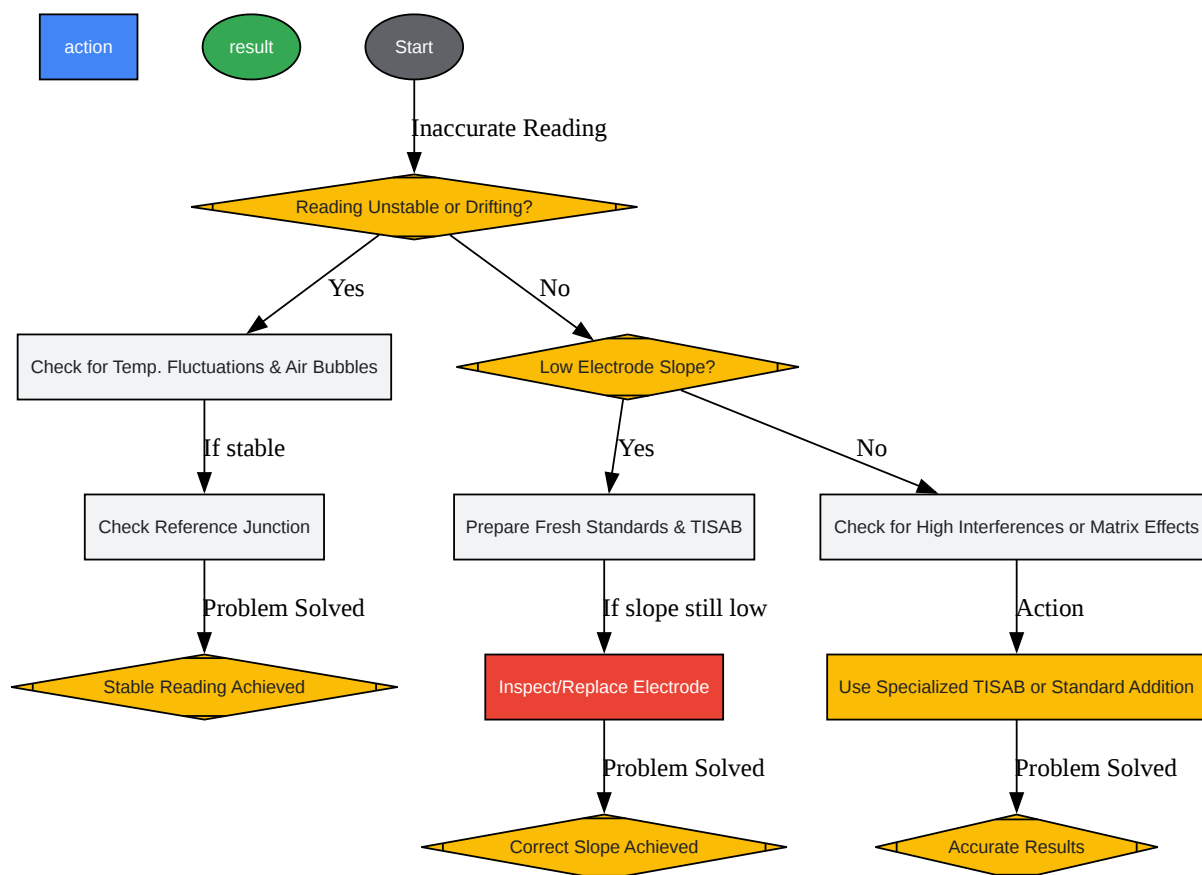 action
result
Start
Inaccurate Reading
Reading Unstable or Drifting?
Yes
No
Check for Temp. Fluctuations & Air Bubbles
Low Electrode Slope?
If stable
Yes
No
Check Reference Junction
Prepare Fresh Standards & TISAB
Check for High Interferences or Matrix Effects
Problem Solved
If slope still low
Action
Stable Reading Achieved
Inspect/Replace Electrode
Use Specialized TISAB or Standard Addition
Problem Solved
Problem Solved
Correct Slope Achieved
Accurate Results